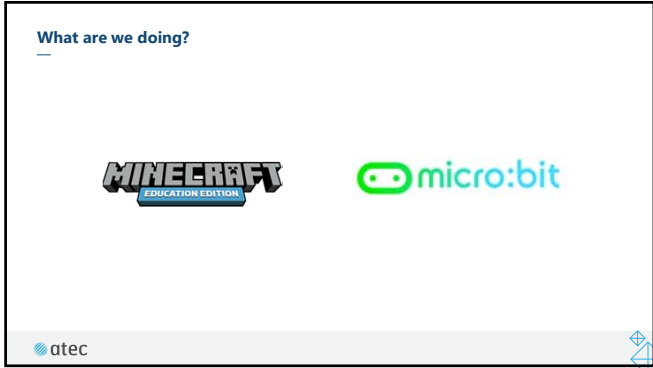 What are we doing?
MINECRAFT
EDUCATION EDITION
micro:bit
atec